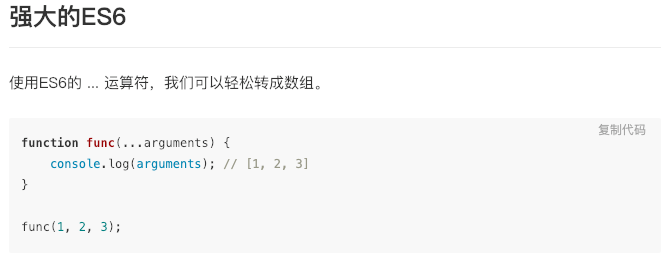 强大的ES6
使用ES6的 ... 运算符，我们可以轻松转成数组。
复制代码
function func(...arguments) {
    console.log(arguments); // [1, 2, 3]
}
func(1, 2, 3);